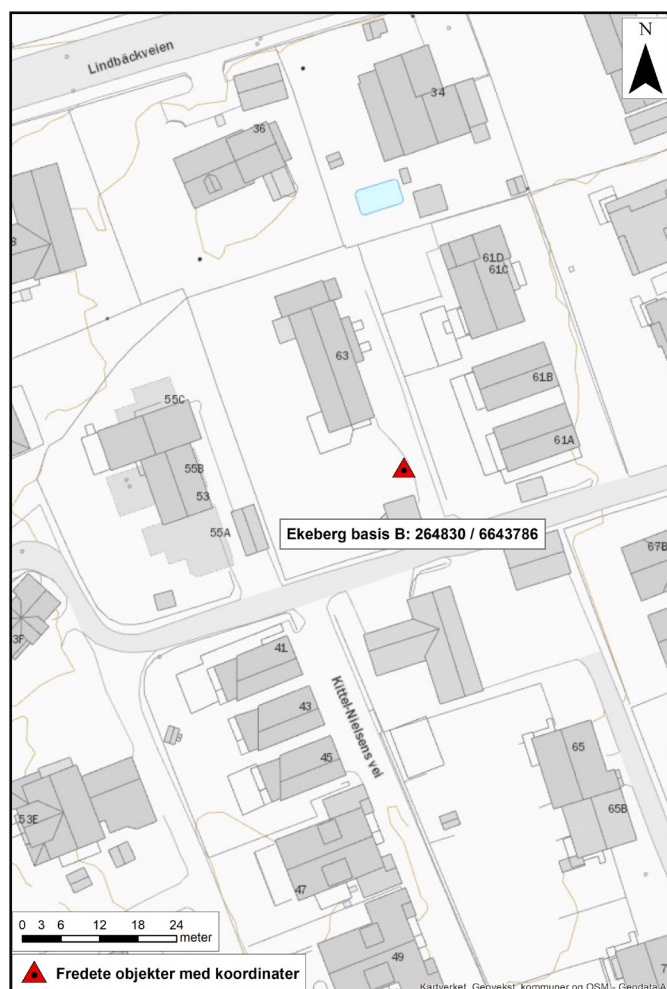 Lindbäckveien
N
34
36
61D
61C
63
61B
55C
61A
55B
53
55A
Ekeberg basis B: 264830 / 6643786
67B
41
Kittel-Nielsens vei
43
45
65
65B
53E
47
49
0 3 6 12 18 24
meter
Fredete objekter med koordinater
Kartverket, Geovekst, kommuner og OSM - Geodata A